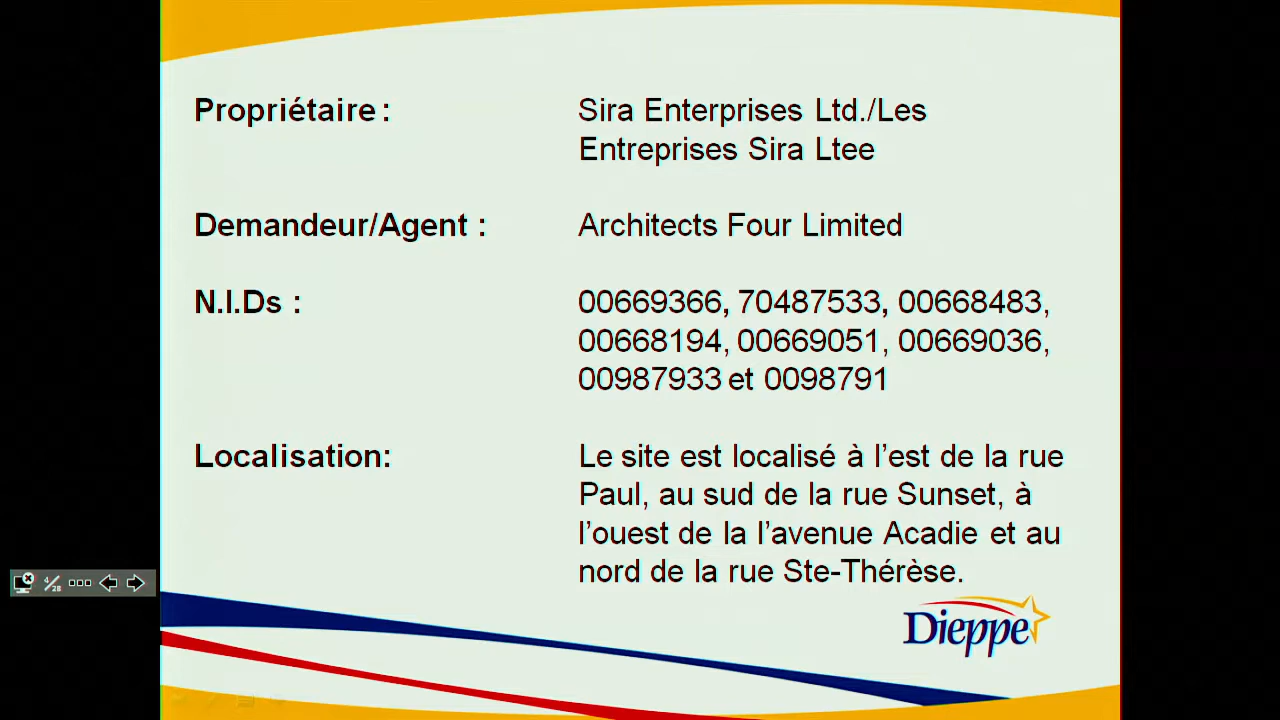 Propriétaire : Sira Enterprises Ltd./Les
Entreprises Sira Ltee
Demandeur/Agent : Architects Four Limited
N.I.Ds : 00669366, 70487533, 00668483,
00668194, 00669051, 00669036,
00987933 et 0098791
Localisation: Le site est localisé à l’est de la rue
Paul, au sud de la rue Sunset, à
l’ouest de la l’avenue Acadie et au
nord de la rue Ste-Thérèse.
4/28
Dieppe